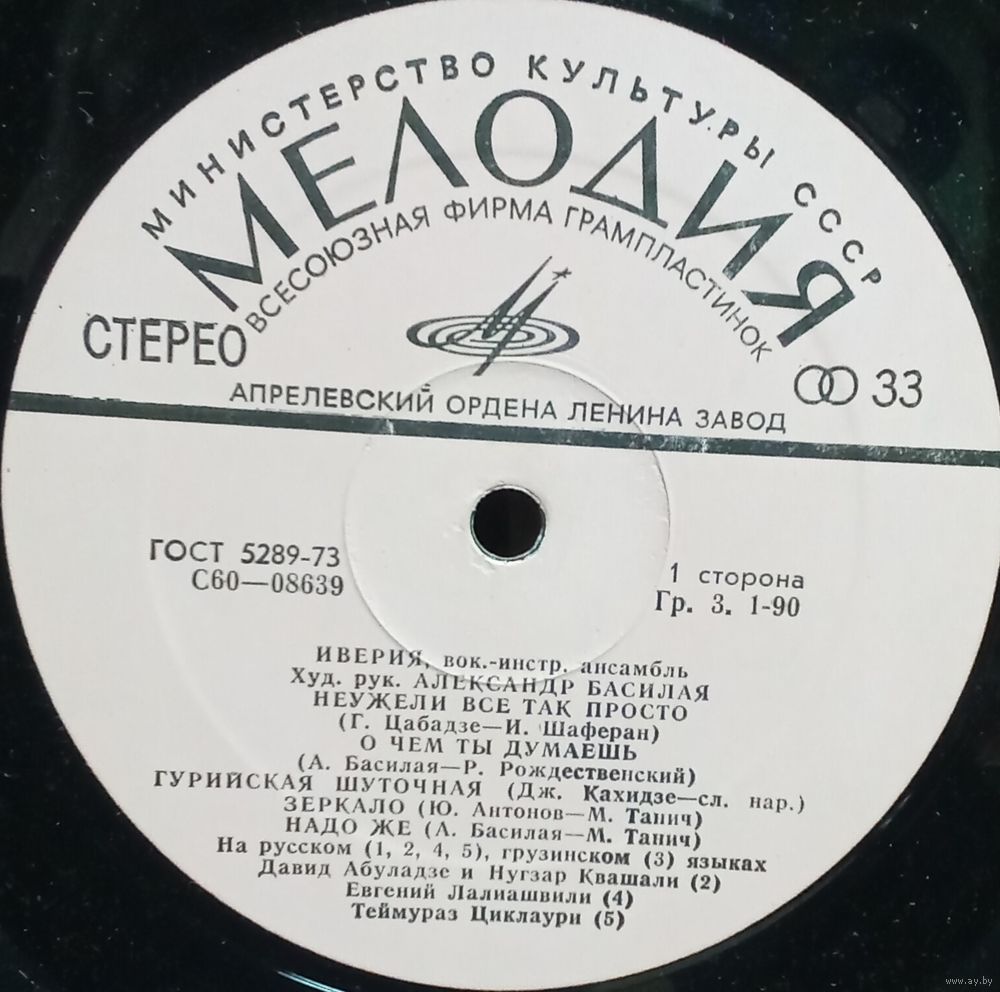 МИНИСТЕРСТВО КУЛЬТУРЫ СССР
МЕЛОДИЯ
ВСЕСОЮЗНАЯ ФИРМА ГРАМПЛАСТИНОК
СТЕРЕО
33
АПРЕЛЕВСКИЙ ОРДЕНА ЛЕНИНА ЗАВОД
ГОСТ 5289-73
С60—08639
1 сторона
Гр. 3. 1-90
ИВЕРИЯ, вок.-инстр. ансамбль
Худ. рук. АЛЕКСАНДР БАСИЛАЯ
НЕУЖЕЛИ ВСЕ ТАК ПРОСТО
(Г. Цабадзе—И. Шаферан)
О ЧЕМ ТЫ ДУМАЕШЬ
(А. Басилая—Р. Рождественский)
ГУРИЙСКАЯ ШУТОЧНАЯ (Дж. Кахидзе—сл. нар.)
ЗЕРКАЛО (Ю. Антонов—М. Танич)
НАДО ЖЕ (А. Басилая—М. Танич)
На русском (1, 2, 4, 5), грузинском (3) языках
Давид Абуладзе и Нугзар Квашали (2)
Евгений Лалиашвили (4)
Теймураз Циклаури (5)
www.ay.by